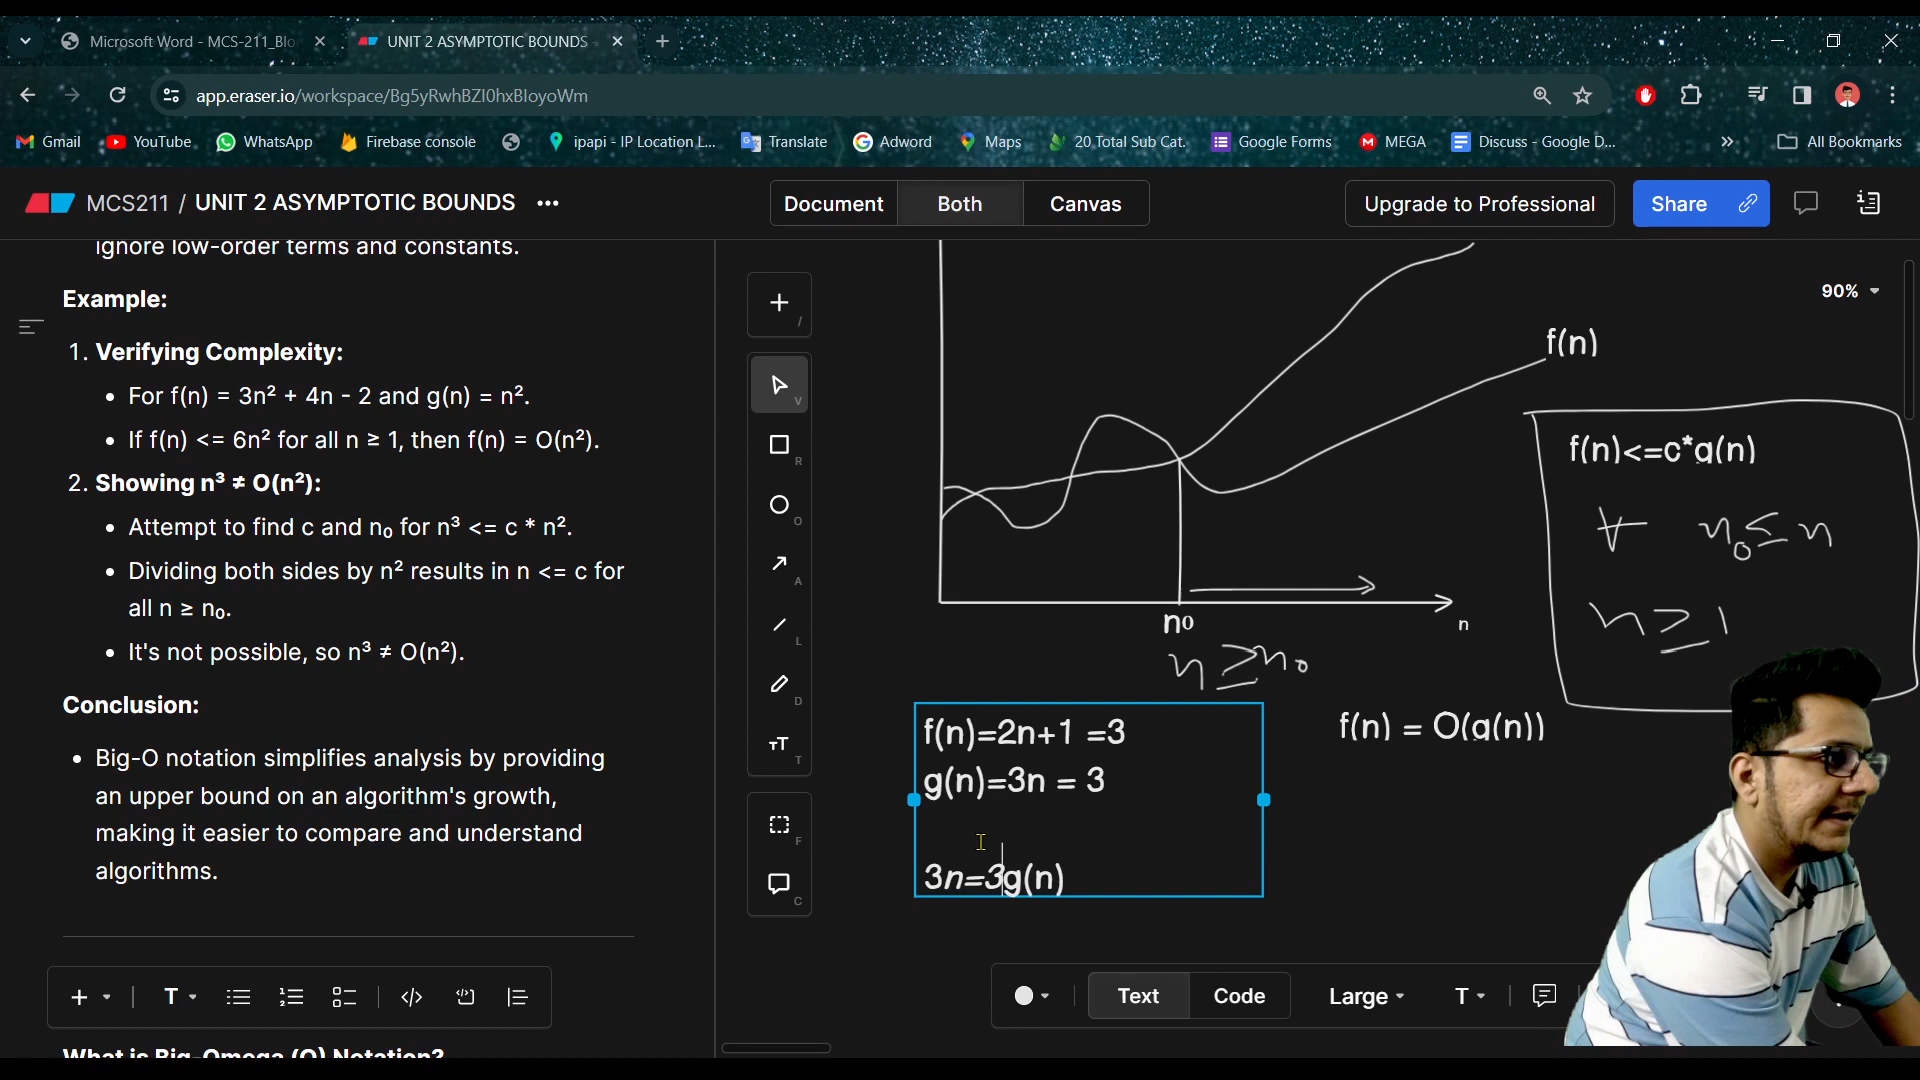 Microsoft Word - MCS-211_Blo
UNIT 2 ASYMPTOTIC BOUNDS
app.eraser.io/workspace/Bg5yRwhBZI0hxBIoyoWm
Gmail
YouTube
WhatsApp
Firebase console
ipapi - IP Location L...
Translate
Adword
Maps
20 Total Sub Cat.
Google Forms
MEGA
Discuss - Google D...
All Bookmarks
MCS211 / UNIT 2 ASYMPTOTIC BOUNDS
Document
Both
Canvas
Upgrade to Professional
Share
ignore low-order terms and constants.
Example:
1. Verifying Complexity:
• For f(n) = 3n² + 4n - 2 and g(n) = n².
• If f(n) <= 6n² for all n ≥ 1, then f(n) = O(n²).
2. Showing n³ ≠ O(n²):
• Attempt to find c and n₀ for n³ <= c * n².
• Dividing both sides by n² results in n <= c for
all n ≥ n₀.
• It's not possible, so n³ ≠ O(n²).
Conclusion:
• Big-O notation simplifies analysis by providing
an upper bound on an algorithm's growth,
making it easier to compare and understand
algorithms.
What is Big-Omega (Ω) Notation?
/
V
R
O
A
L
D
T
F
C
90%
f(n)
f(n)<=c*g(n)
∀ n₀ ≤ n
n ≥ 1
n0
n
n ≥ n₀
f(n)=2n+1 =3
g(n)=3n = 3
3n=3g(n)
f(n) = O(g(n))
T
Text
Code
Large
T